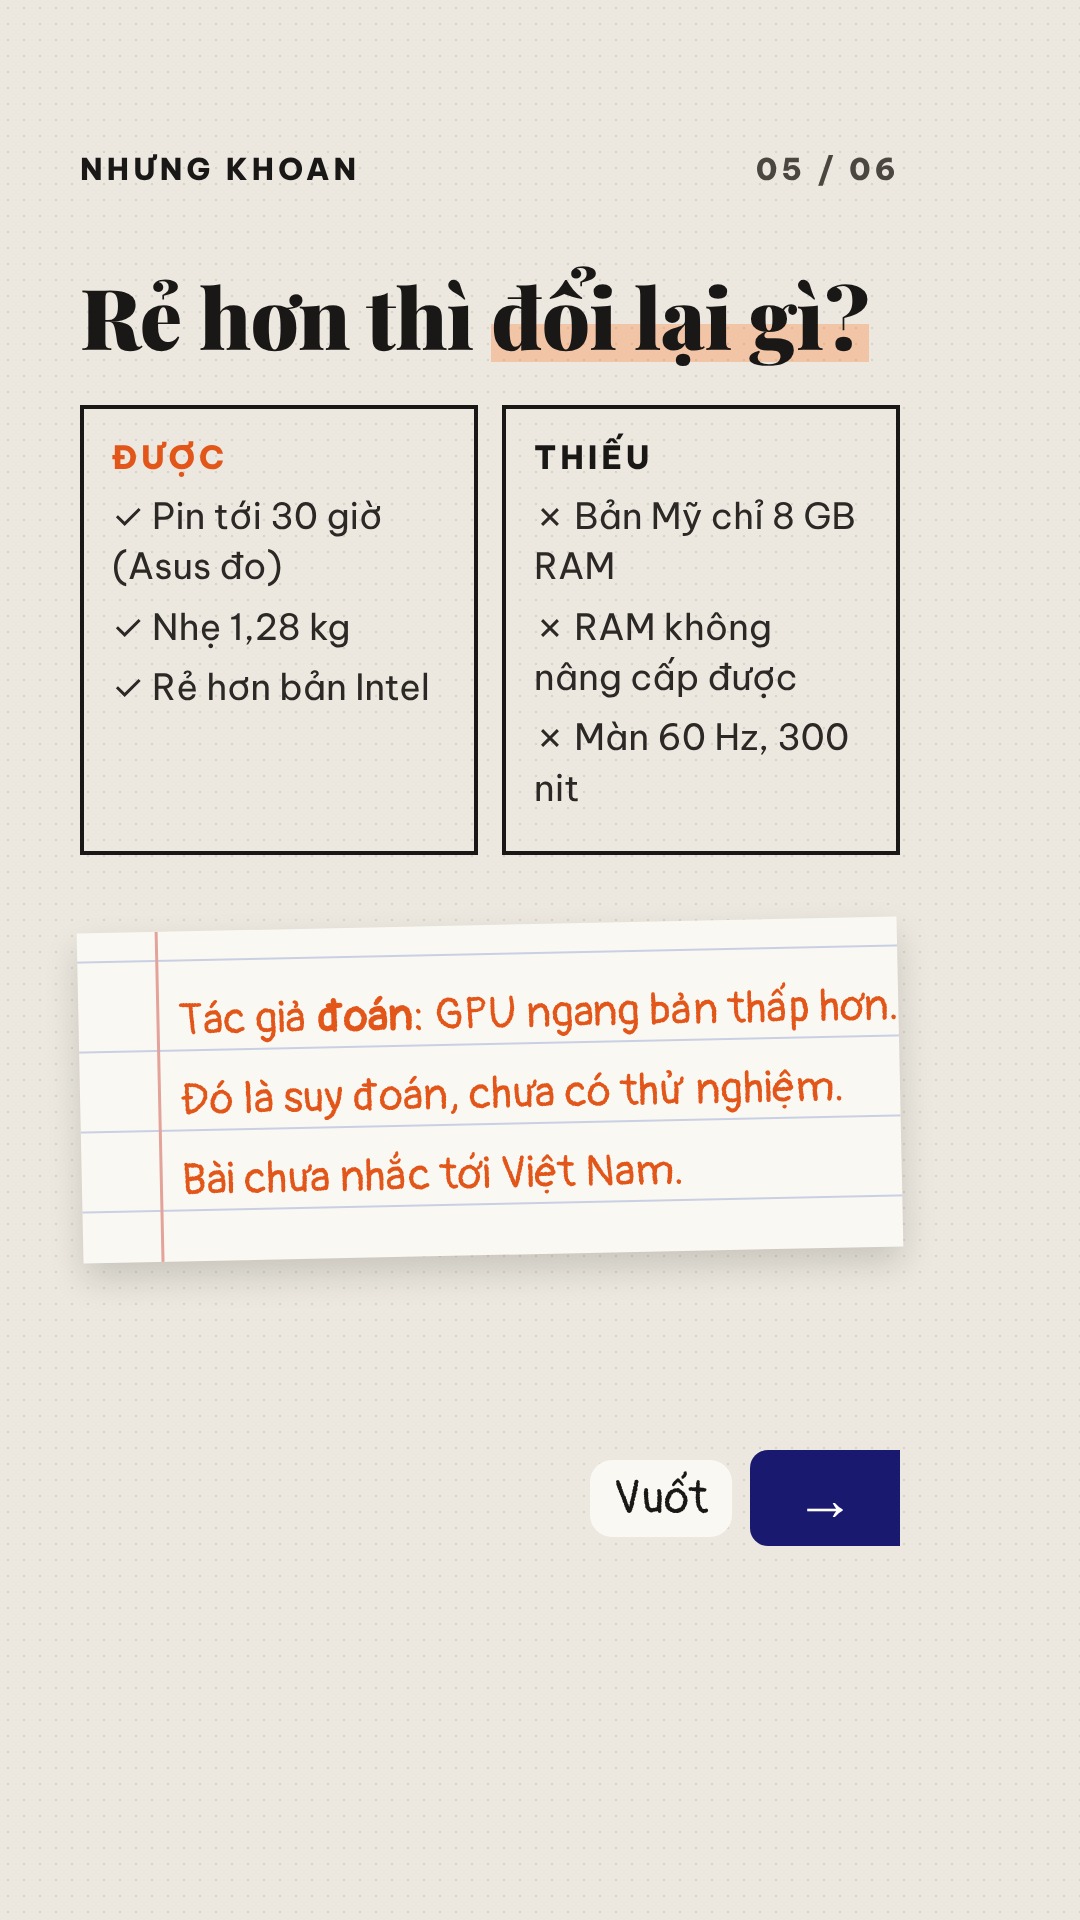 NHƯNG KHOAN
05 / 06
Rẻ hơn thì đổi lại gì?
ĐƯỢC
✓ Pin tới 30 giờ
(Asus đo)
✓ Nhẹ 1,28 kg
✓ Rẻ hơn bản Intel
THIẾU
× Bản Mỹ chỉ 8 GB
RAM
× RAM không
nâng cấp được
× Màn 60 Hz, 300
nit
Tác giả đoán: GPU ngang bản thấp hơn.
Đó là suy đoán, chưa có thử nghiệm.
Bài chưa nhắc tới Việt Nam.
Vuốt →